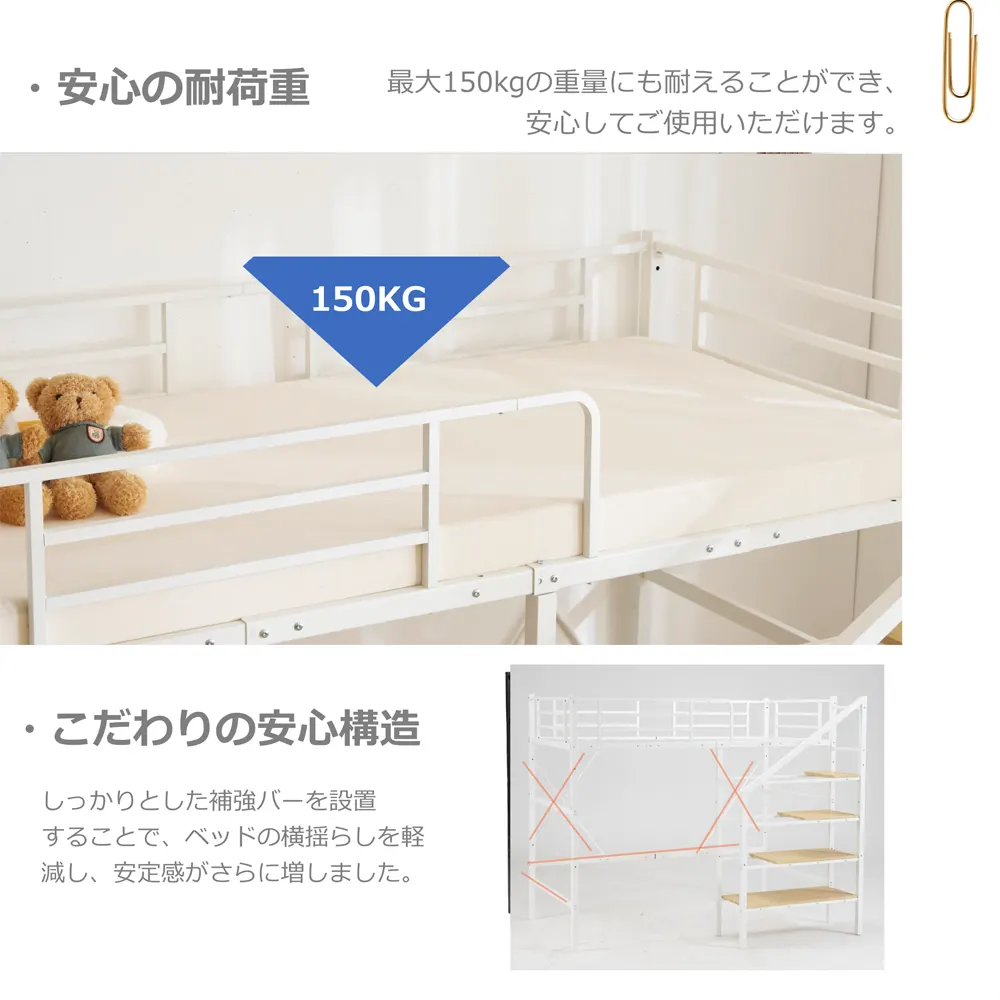 ・安心の耐荷重
最大150kgの重量にも耐えることができ、
安心してご使用いただけます。
150KG
・こだわりの安心構造
しっかりとした補強バーを設置
することで、ベッドの横揺らしを軽
減し、安定感がさらに増しました。